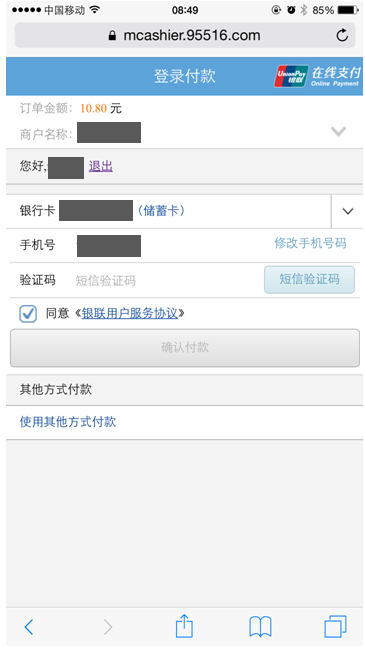 中国移动 08:49 85%
mcashier.95516.com
登录付款 UnionPay 银联 在线支付 Online Payment
订单金额: 10.80 元
商户名称:
您好, 退出
银行卡 (储蓄卡)
手机号 修改手机号码
验证码 短信验证码 短信验证码
同意《银联用户服务协议》
确认付款
其他方式付款
使用其他方式付款